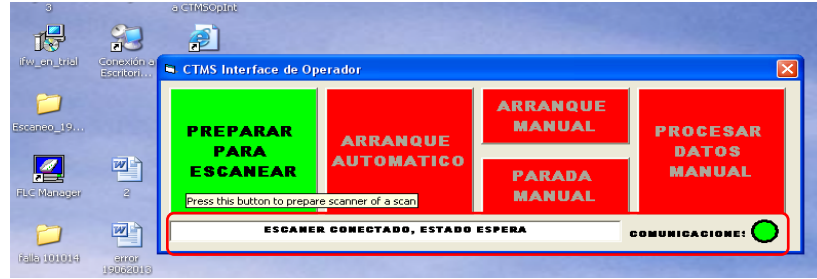 3
a CTMSOpInt
ifw_en_trial
Conexión a
Escritori...
CTMS Interface de Operador
Escaneo_19...
PREPARAR
PARA
ESCANEAR
ARRANQUE
AUTOMATICO
ARRANQUE
MANUAL
PARADA
MANUAL
PROCESAR
DATOS
MANUAL
FLC Manager
2
Press this button to prepare scanner of a scan
ESCANER CONECTADO, ESTADO ESPERA
COMUNICACIONE:
Falla 101014
error
19062013